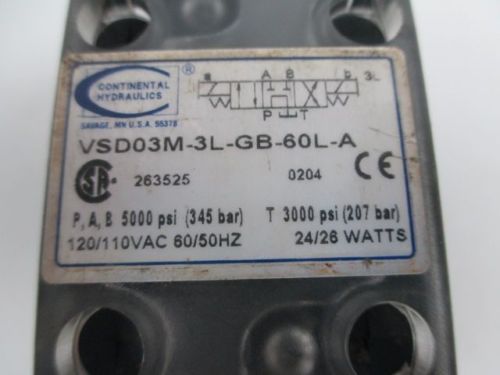 CONTINENTAL
HYDRAULICS
®
SAVAGE, MN U.S.A. 55378
a A B b 3L
P T
VSD03M-3L-GB-60L-A
SA 263525 0204 CE
P, A, B 5000 psi (345 bar) T 3000 psi (207 bar)
120/110VAC 60/50HZ 24/26 WATTS